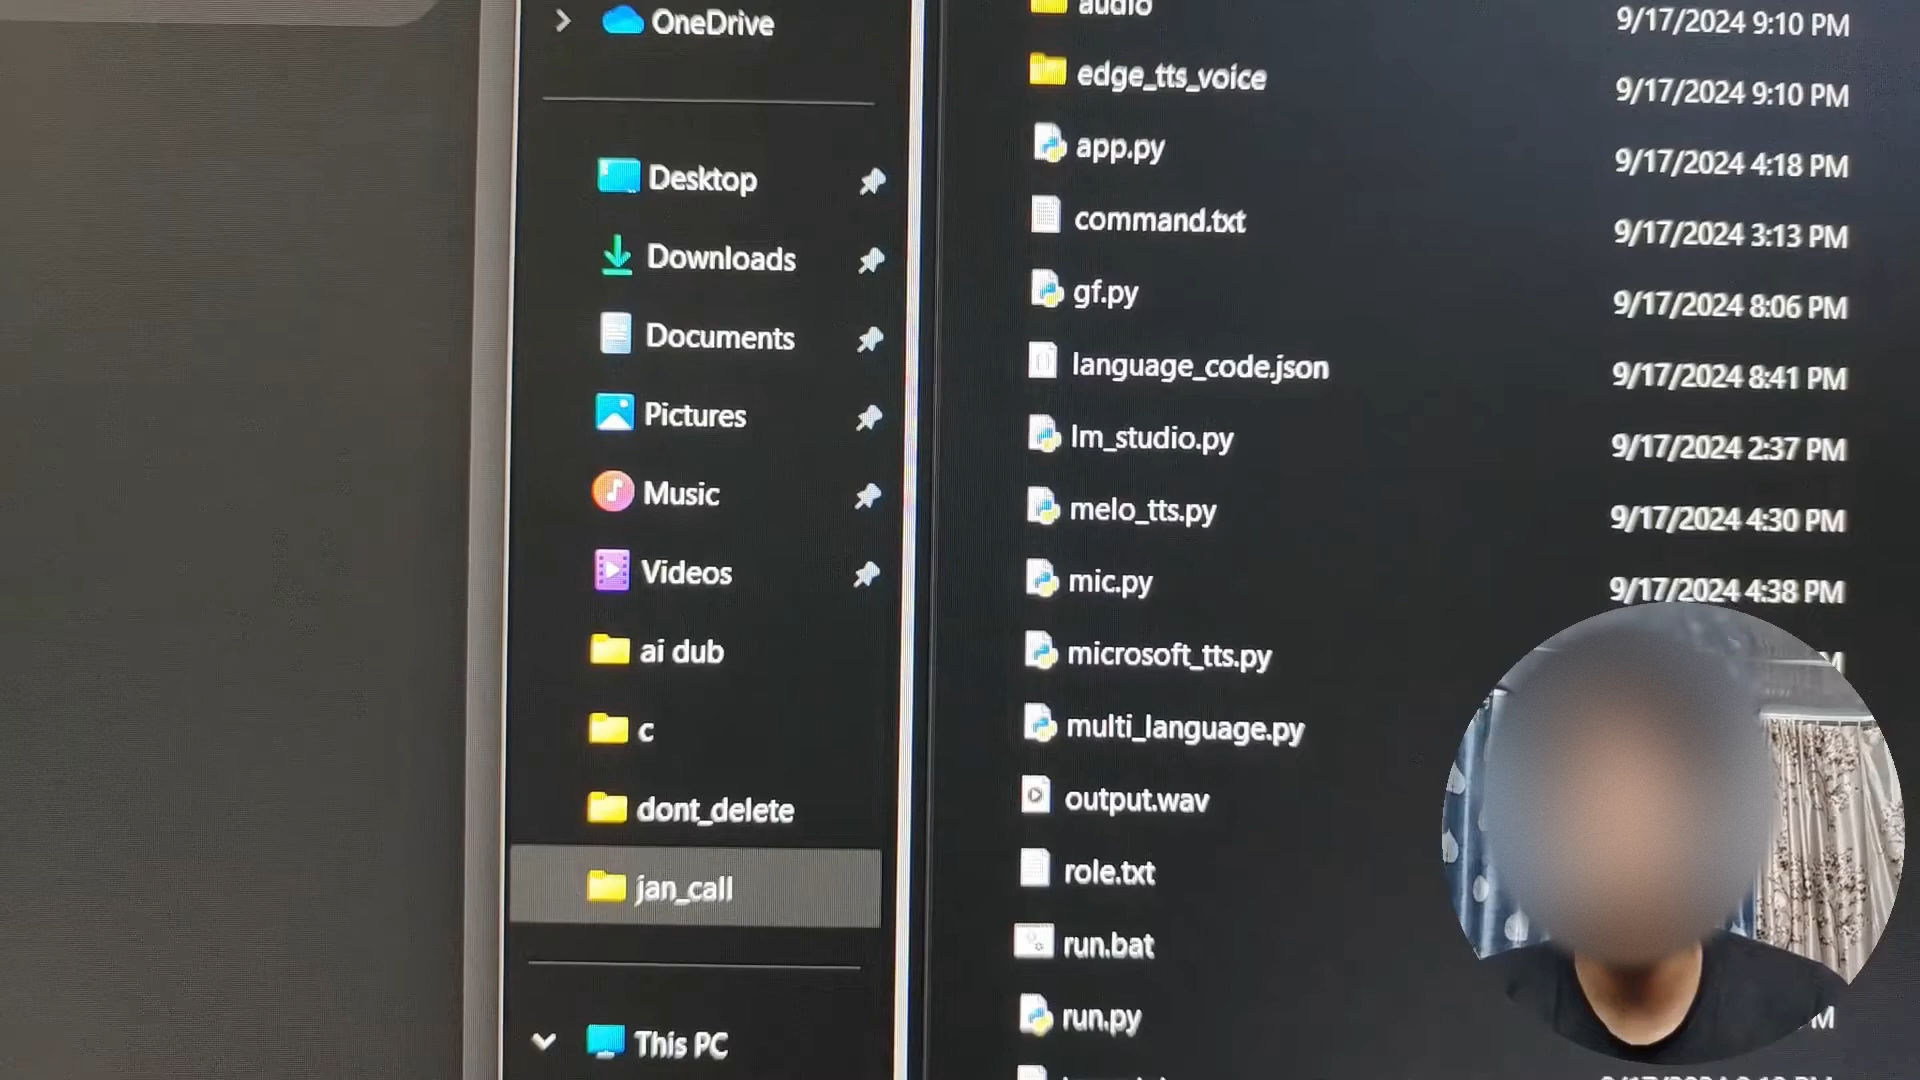 OneDrive
Desktop
Downloads
Documents
Pictures
Music
Videos
ai dub
c
dont_delete
jan_call
This PC
audio 9/17/2024 9:10 PM
edge_tts_voice 9/17/2024 9:10 PM
app.py 9/17/2024 4:18 PM
command.txt 9/17/2024 3:13 PM
gf.py 9/17/2024 8:06 PM
language_code.json 9/17/2024 8:41 PM
lm_studio.py 9/17/2024 2:37 PM
melo_tts.py 9/17/2024 4:30 PM
mic.py 9/17/2024 4:38 PM
microsoft_tts.py
multi_language.py
output.wav
role.txt
run.bat
run.py